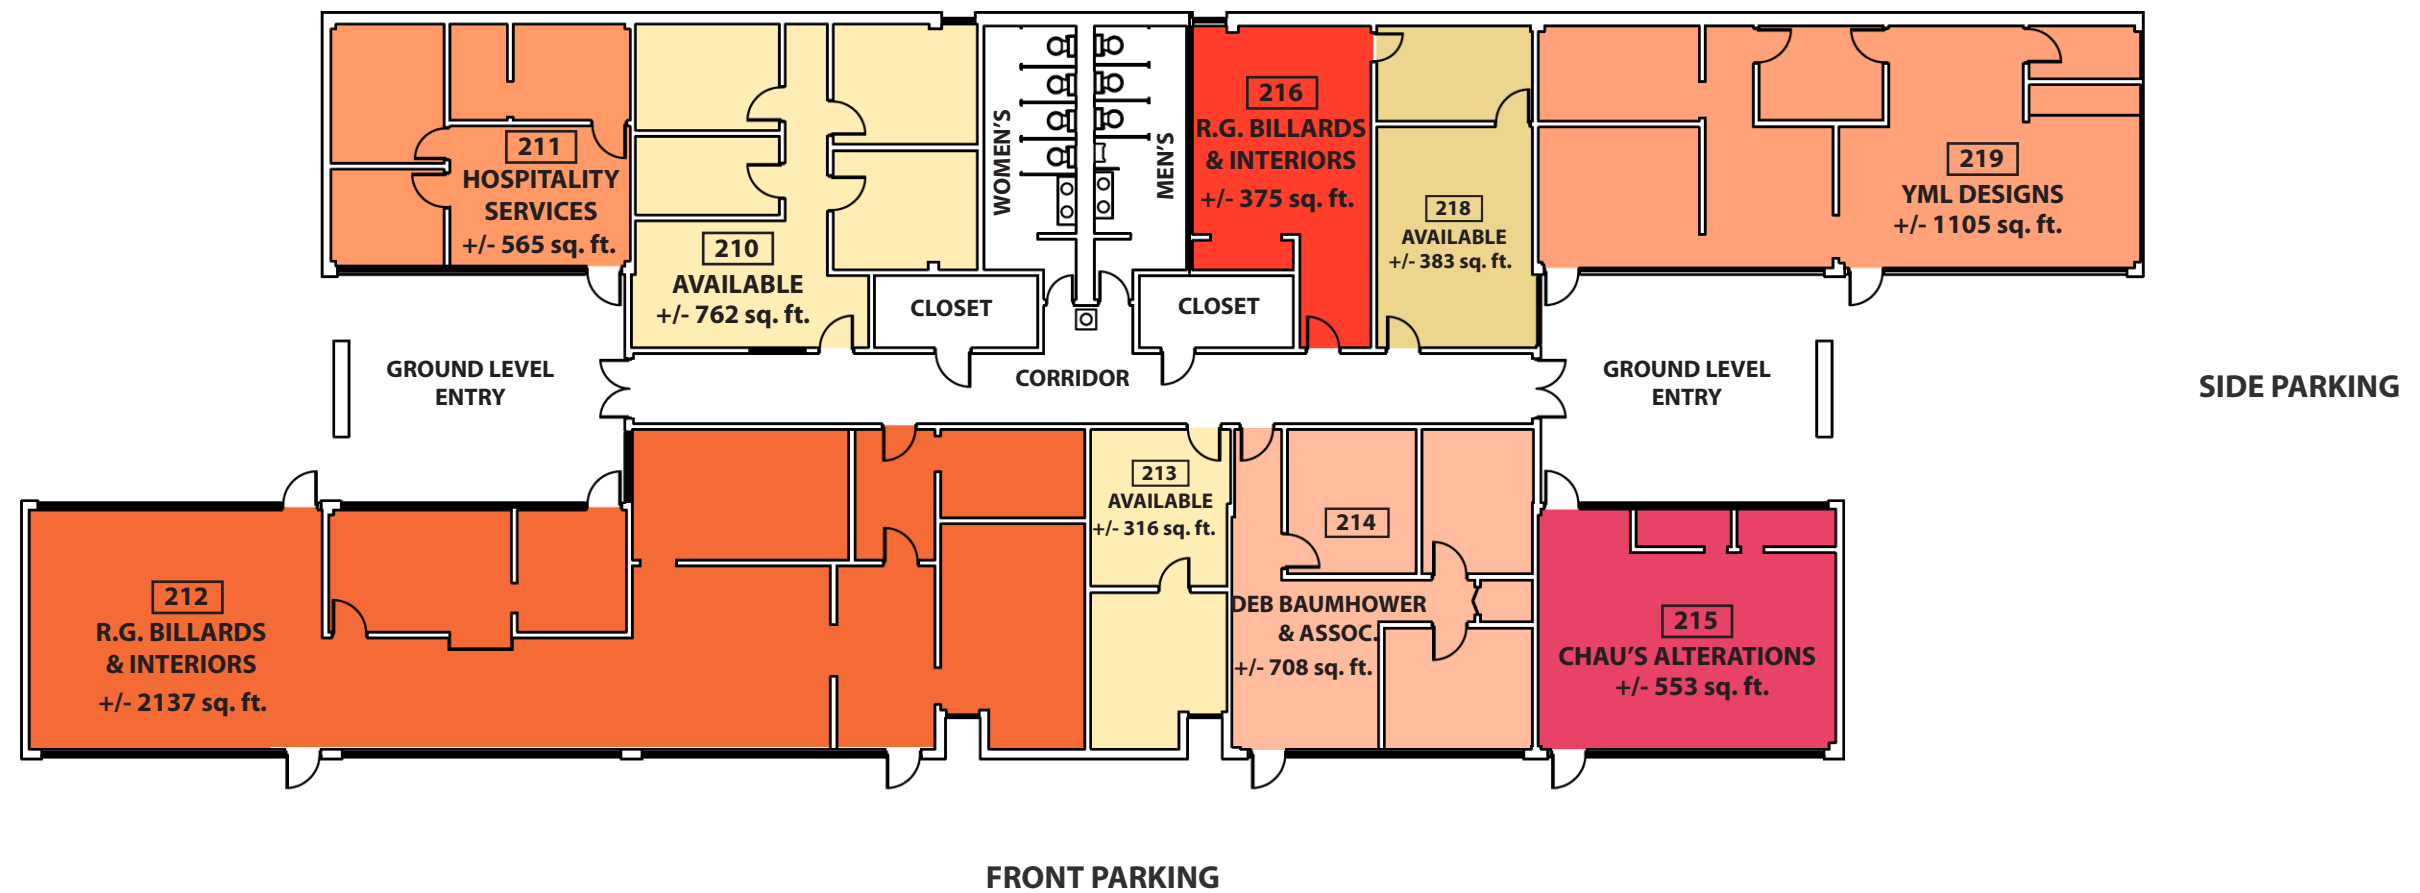 211
HOSPITALITY
SERVICES
+/- 565 sq. ft.
210
AVAILABLE
+/- 762 sq. ft.
WOMEN'S
MEN'S
CLOSET
CLOSET
216
R.G. BILLARDS
& INTERIORS
+/- 375 sq. ft.
218
AVAILABLE
+/- 383 sq. ft.
219
YML DESIGNS
+/- 1105 sq. ft.
GROUND LEVEL
ENTRY
CORRIDOR
GROUND LEVEL
ENTRY
SIDE PARKING
212
R.G. BILLARDS
& INTERIORS
+/- 2137 sq. ft.
213
AVAILABLE
+/- 316 sq. ft.
214
DEB BAUMHOWER
& ASSOC.
+/- 708 sq. ft.
215
CHAU'S ALTERATIONS
+/- 553 sq. ft.
FRONT PARKING